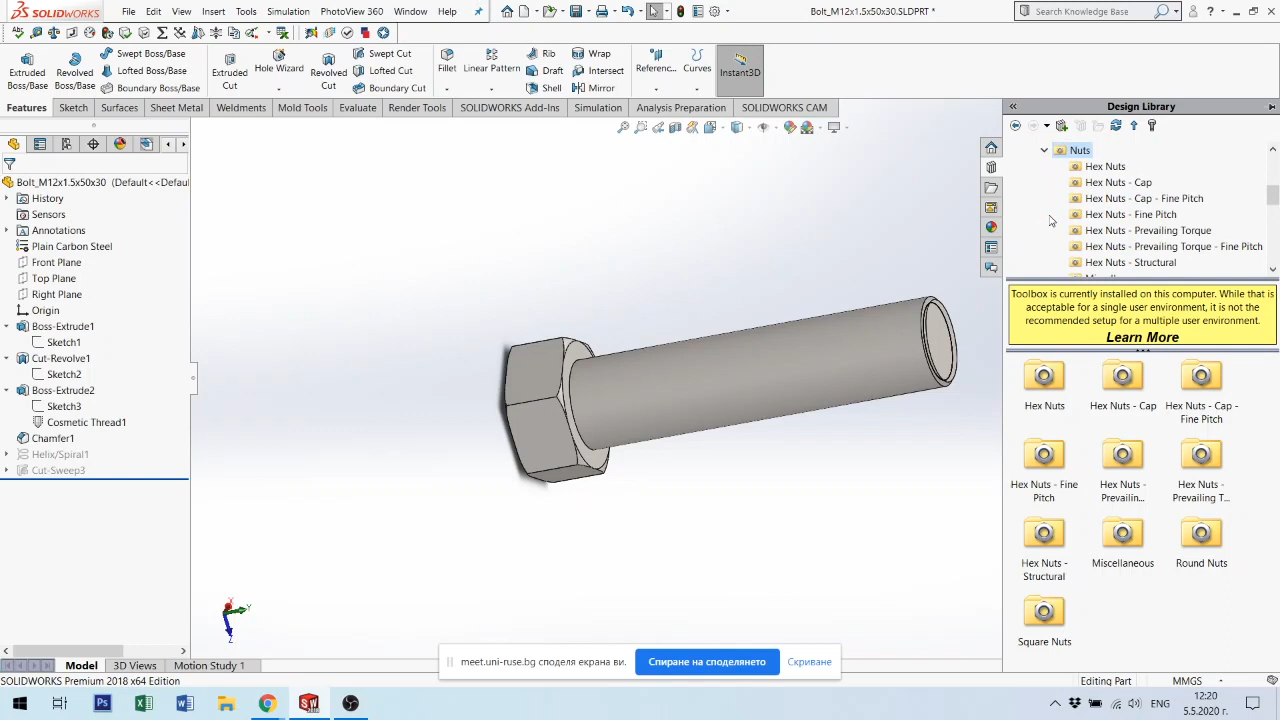 SOLIDWORKS File Edit View Insert Tools Simulation PhotoView 360 Window Help Bolt_M12x1.5x50x30.SLDPRT * Search Knowledge Base
Extruded Boss/Base
Revolved Boss/Base
Swept Boss/Base
Lofted Boss/Base
Boundary Boss/Base
Extruded Cut
Hole Wizard
Revolved Cut
Swept Cut
Lofted Cut
Boundary Cut
Fillet
Linear Pattern
Rib
Draft
Shell
Wrap
Intersect
Mirror
Referenc...
Curves
Instant3D
Features Sketch Surfaces Sheet Metal Weldments Mold Tools Evaluate Render Tools SOLIDWORKS Add-Ins Simulation Analysis Preparation SOLIDWORKS CAM
Bolt_M12x1.5x50x30 (Default<<Defau
History
Sensors
Annotations
Plain Carbon Steel
Front Plane
Top Plane
Right Plane
Origin
Boss-Extrude1
Sketch1
Cut-Revolve1
Sketch2
Boss-Extrude2
Sketch3
Cosmetic Thread1
Chamfer1
Helix/Spiral1
Cut-Sweep3
X
Y
Z
Design Library
Nuts
Hex Nuts
Hex Nuts - Cap
Hex Nuts - Cap - Fine Pitch
Hex Nuts - Fine Pitch
Hex Nuts - Prevailing Torque
Hex Nuts - Prevailing Torque - Fine Pitch
Hex Nuts - Structural
Toolbox is currently installed on this computer. While that is
acceptable for a single user environment, it is not the
recommended setup for a multiple user environment.
Learn More
Hex Nuts
Hex Nuts - Cap
Hex Nuts - Cap - Fine Pitch
Hex Nuts - Fine Pitch
Hex Nuts - Prevailin...
Hex Nuts - Prevailing T...
Hex Nuts - Structural
Miscellaneous
Round Nuts
Square Nuts
meet.uni-ruse.bg споделя екрана ви. Спиране на споделянето Скриване
Model 3D Views Motion Study 1
SOLIDWORKS Premium 2018 x64 Edition Editing Part MMGS
ENG
12:20
5.5.2020 г.